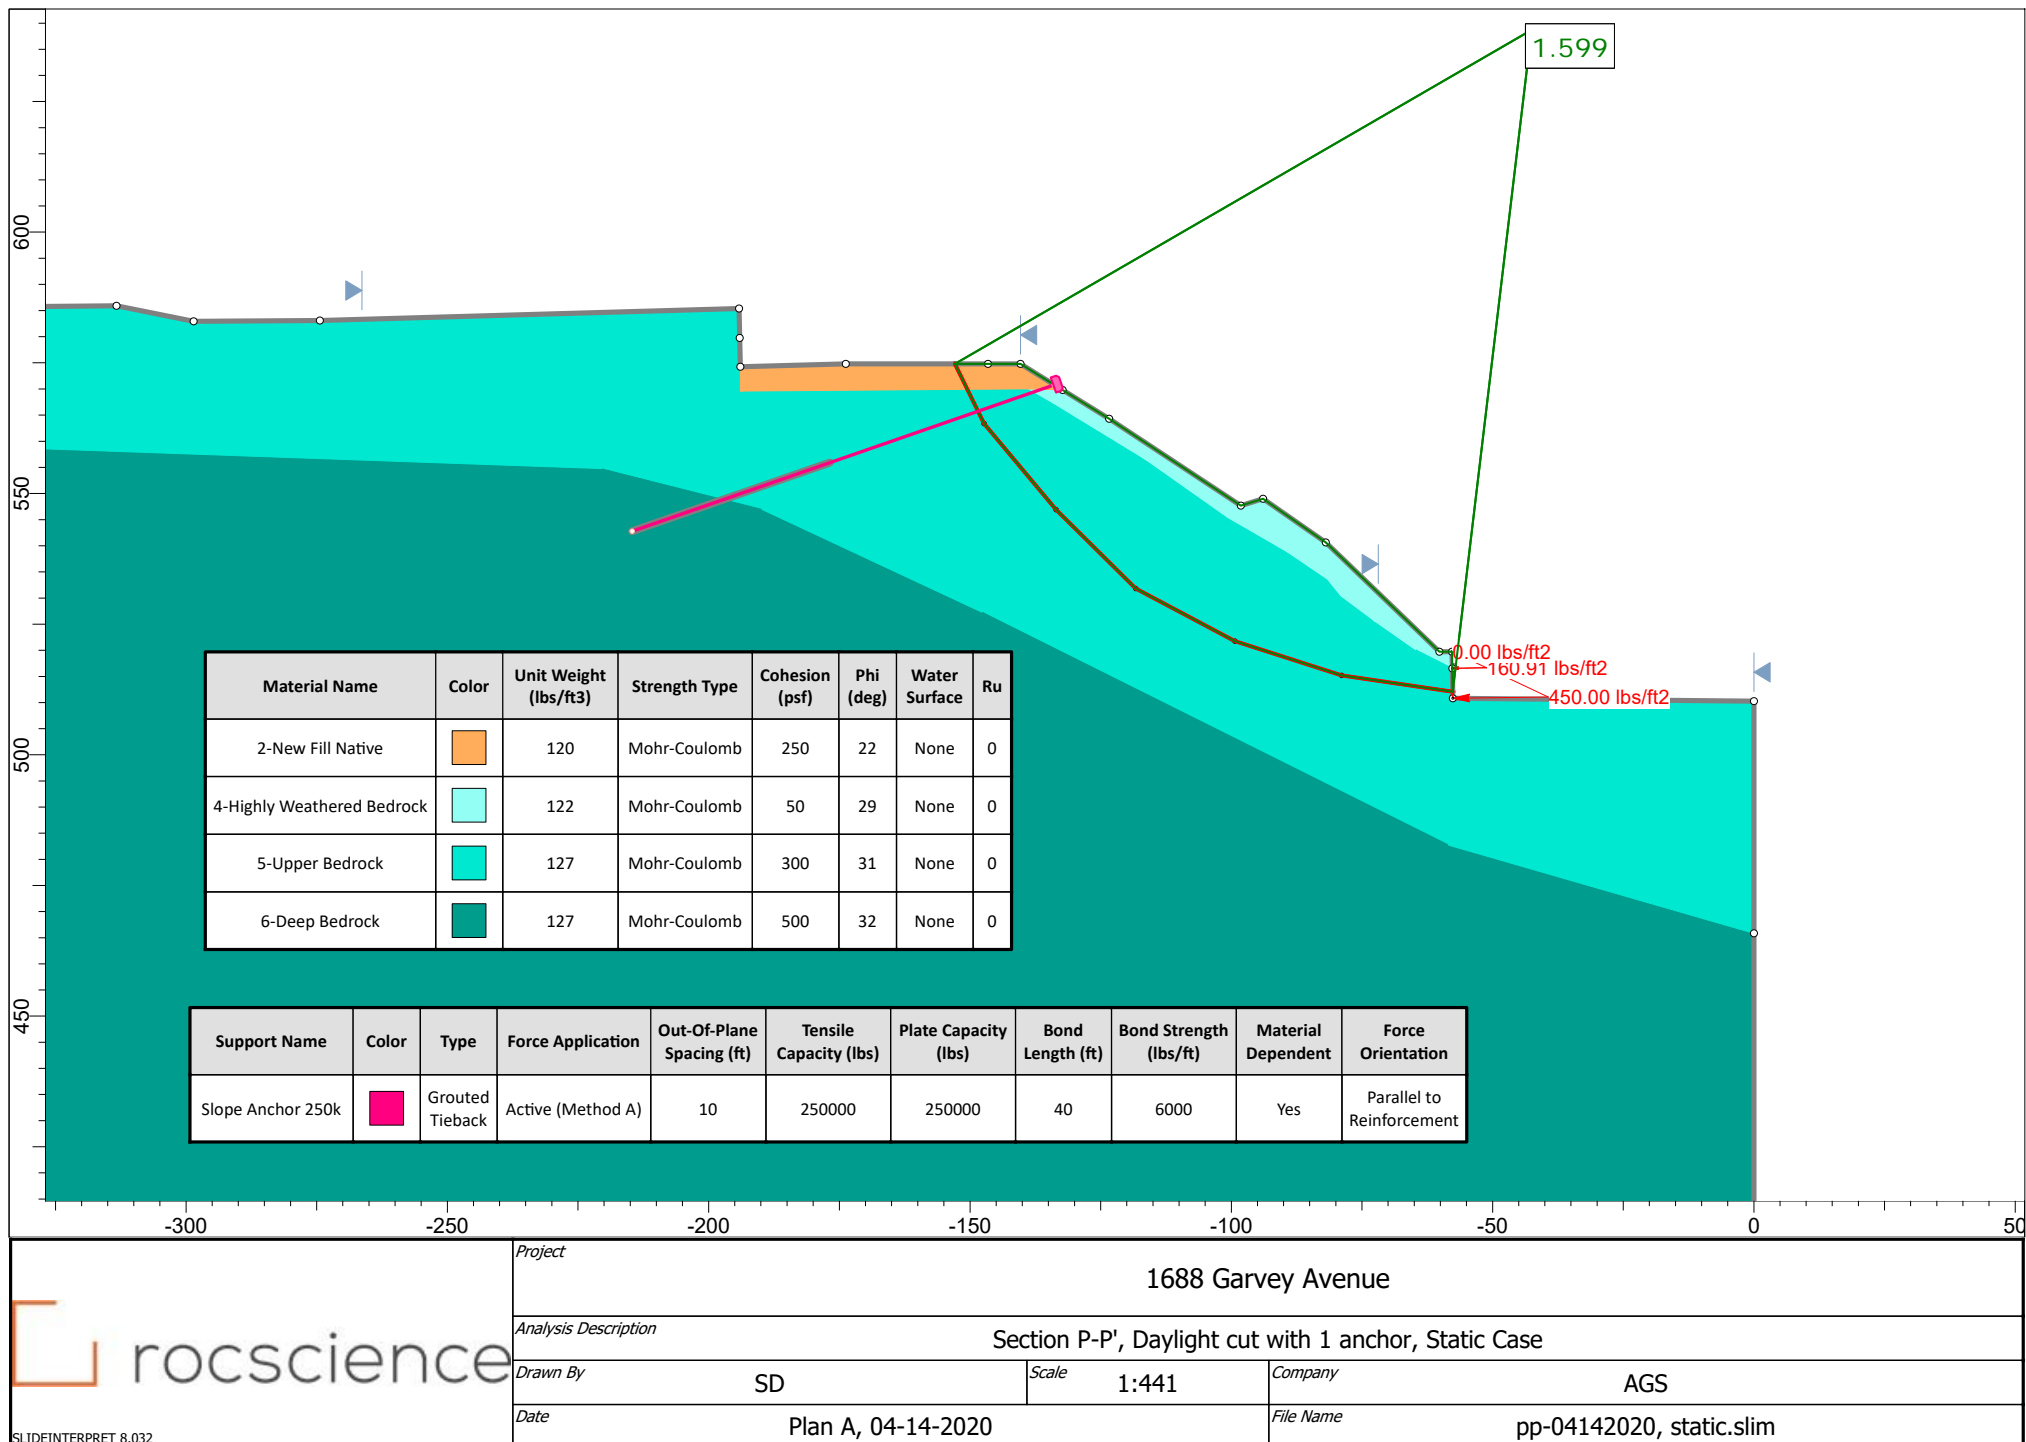 1.599
600
550
500
450
0.00 lbs/ft2
160.91 lbs/ft2
450.00 lbs/ft2
Material Name Color Unit Weight (lbs/ft3) Strength Type Cohesion (psf) Phi (deg) Water Surface Ru
2-New Fill Native 120 Mohr-Coulomb 250 22 None 0
4-Highly Weathered Bedrock 122 Mohr-Coulomb 50 29 None 0
5-Upper Bedrock 127 Mohr-Coulomb 300 31 None 0
6-Deep Bedrock 127 Mohr-Coulomb 500 32 None 0
Support Name Color Type Force Application Out-Of-Plane Spacing (ft) Tensile Capacity (lbs) Plate Capacity (lbs) Bond Length (ft) Bond Strength (lbs/ft) Material Dependent Force Orientation
Slope Anchor 250k Grouted Tieback Active (Method A) 10 250000 250000 40 6000 Yes Parallel to Reinforcement
-300 -250 -200 -150 -100 -50 0 50
rocscience
SLIDEINTERPRET 8.032
Project
1688 Garvey Avenue
Analysis Description
Section P-P', Daylight cut with 1 anchor, Static Case
Drawn By SD Scale 1:441 Company AGS
Date Plan A, 04-14-2020 File Name pp-04142020, static.slim